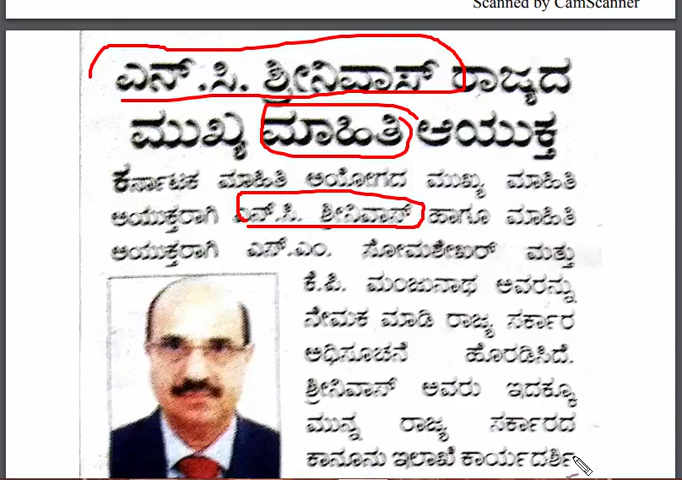 Scanned by CamScanner
ಎನ್.ಸಿ. ಶ್ರೀನಿವಾಸ್ ರಾಜ್ಯದ
ಮುಖ್ಯ ಮಾಹಿತಿ ಆಯುಕ್ತ
ಕರ್ನಾಟಕ ಮಾಹಿತಿ ಆಯೋಗದ ಮುಖ್ಯ ಮಾಹಿತಿ
ಆಯುಕ್ತರಾಗಿ ಎನ್.ಸಿ. ಶ್ರೀನಿವಾಸ್ ಹಾಗೂ ಮಾಹಿತಿ
ಆಯುಕ್ತರಾಗಿ ಎಸ್.ಎಂ. ಸೋಮಶೇಖರ್ ಮತ್ತು
ಕೆ.ಪಿ. ಮಂಜುನಾಥ ಅವರನ್ನು
ನೇಮಕ ಮಾಡಿ ರಾಜ್ಯ ಸರ್ಕಾರ
ಅಧಿಸೂಚನೆ ಹೊರಡಿಸಿದೆ.
ಶ್ರೀನಿವಾಸ್ ಅವರು ಇದಕ್ಕೂ
ಮುನ್ನ ರಾಜ್ಯ ಸರ್ಕಾರದ
ಕಾನೂನು ಇಲಾಖೆ ಕಾರ್ಯದರ್ಶಿ